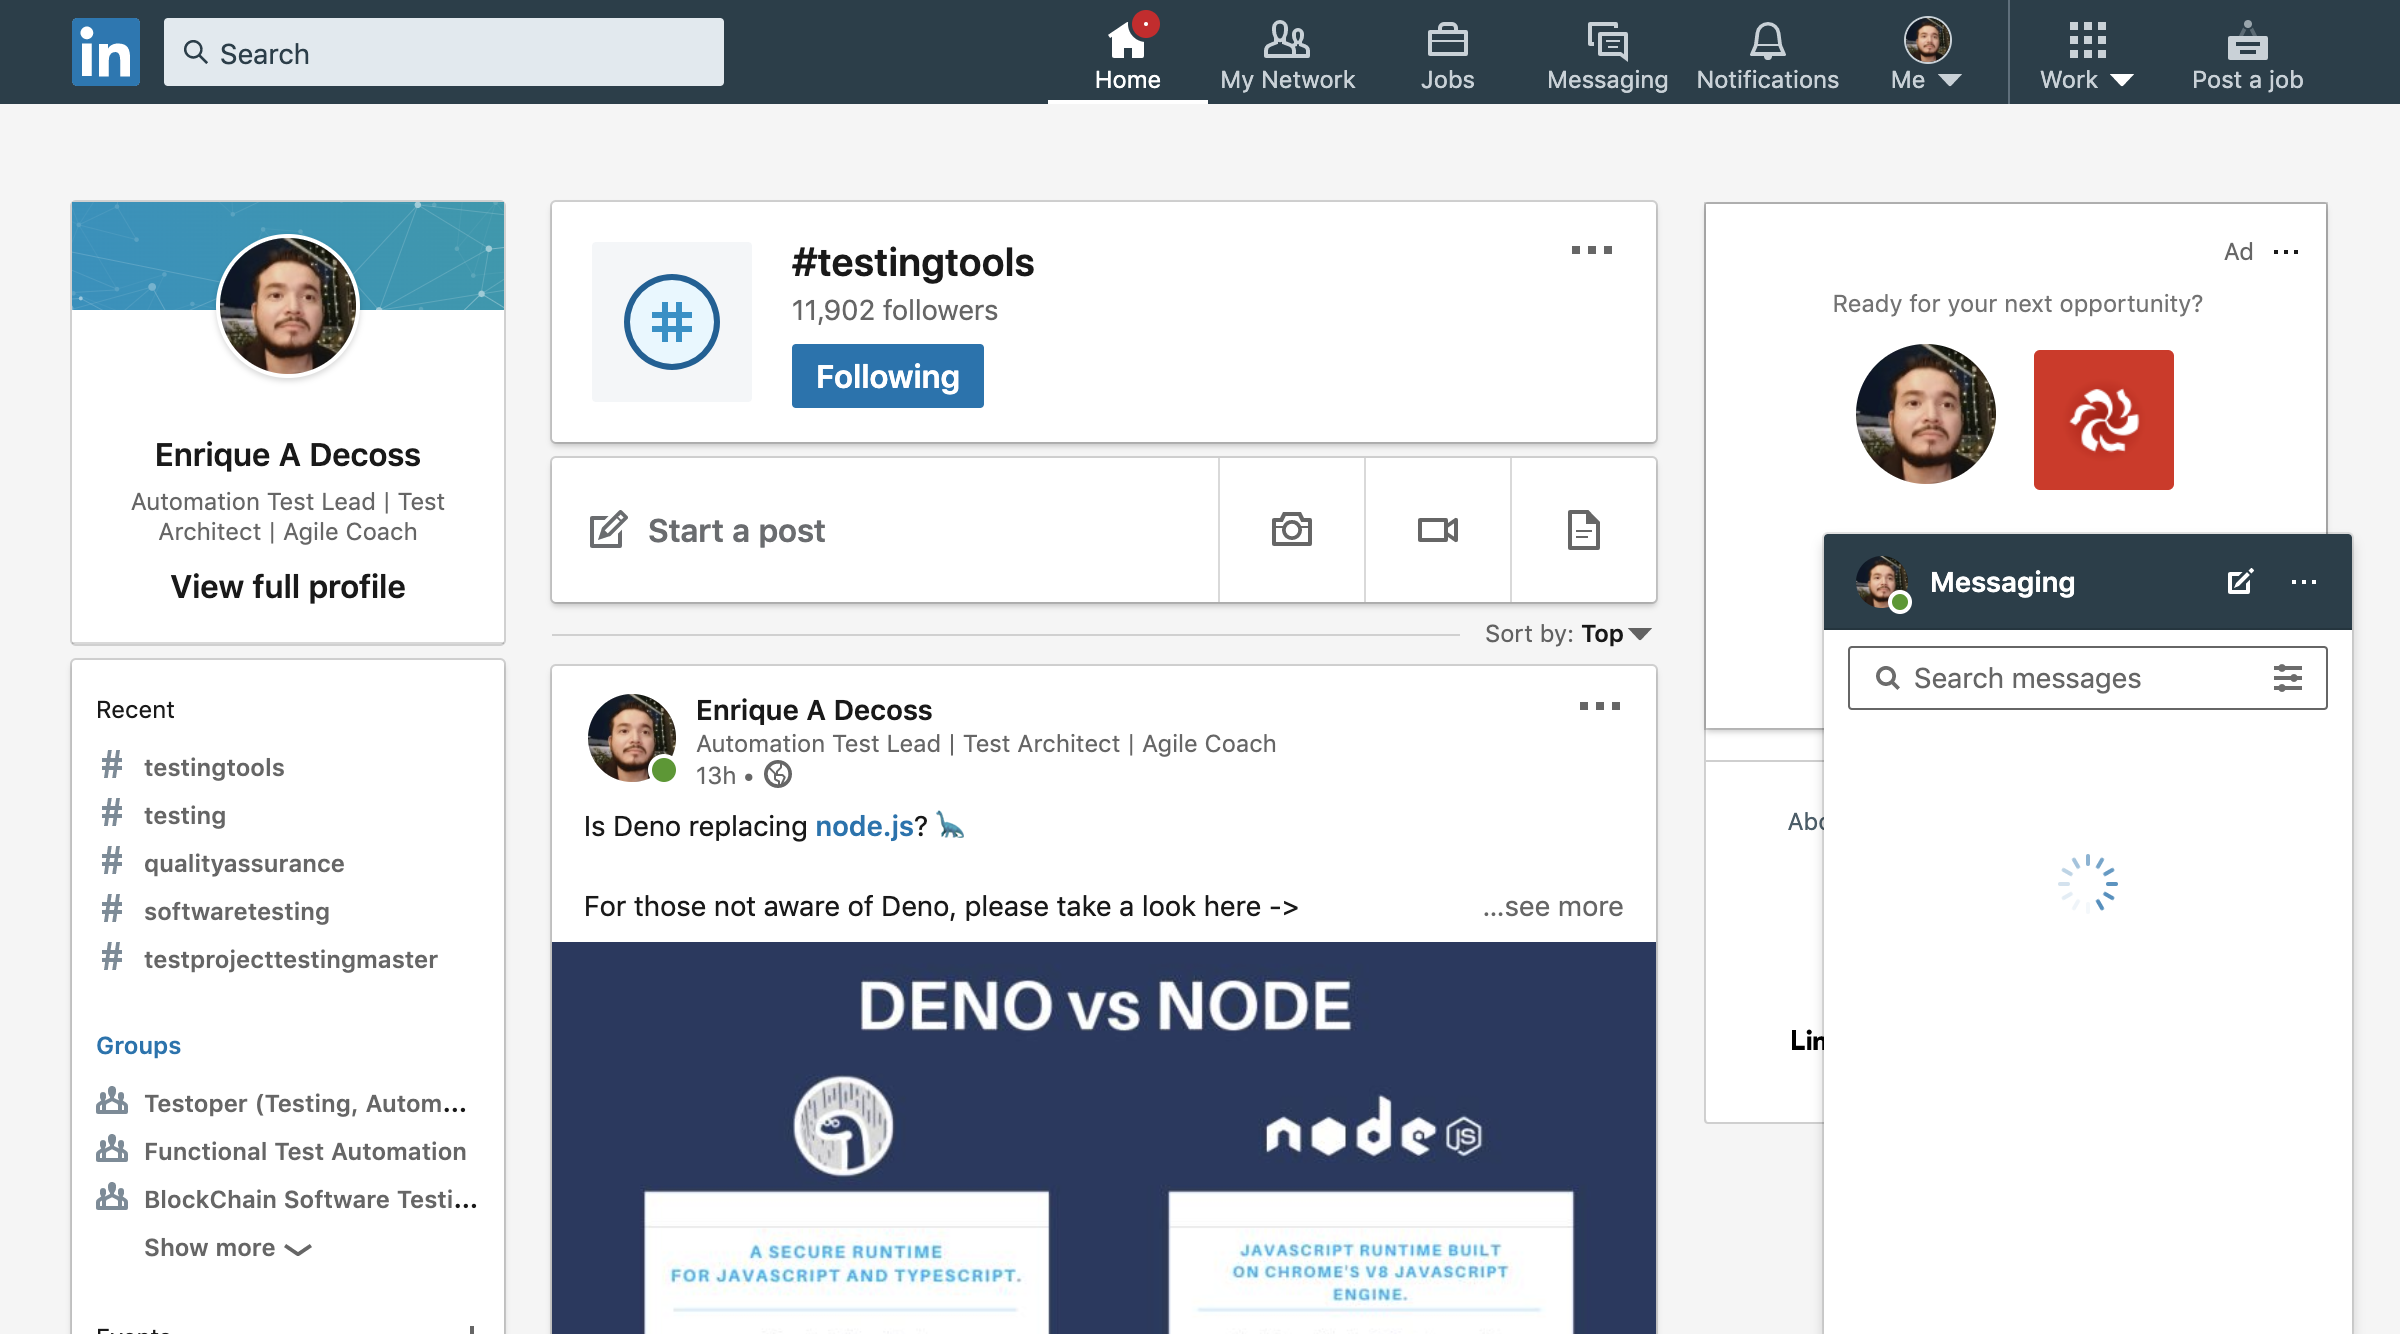 in
Search
Home
My Network
Jobs
Messaging
Notifications
Me
Work
Post a job
Enrique A Decoss
Automation Test Lead | Test
Architect | Agile Coach
View full profile
Recent
# testingtools
# testing
# qualityassurance
# softwaretesting
# testprojecttestingmaster
Groups
Testoper (Testing, Autom...
Functional Test Automation
BlockChain Software Testi...
Show more
#
#testingtools
11,902 followers
Following
Start a post
Sort by: Top
Enrique A Decoss
Automation Test Lead | Test Architect | Agile Coach
13h •
Is Deno replacing node.js? 🦕
For those not aware of Deno, please take a look here ->
...see more
DENO vs NODE
node JS
A SECURE RUNTIME
FOR JAVASCRIPT AND TYPESCRIPT.
JAVASCRIPT RUNTIME BUILT
ON CHROME'S V8 JAVASCRIPT
ENGINE.
Ad
Ready for your next opportunity?
Messaging
Search messages